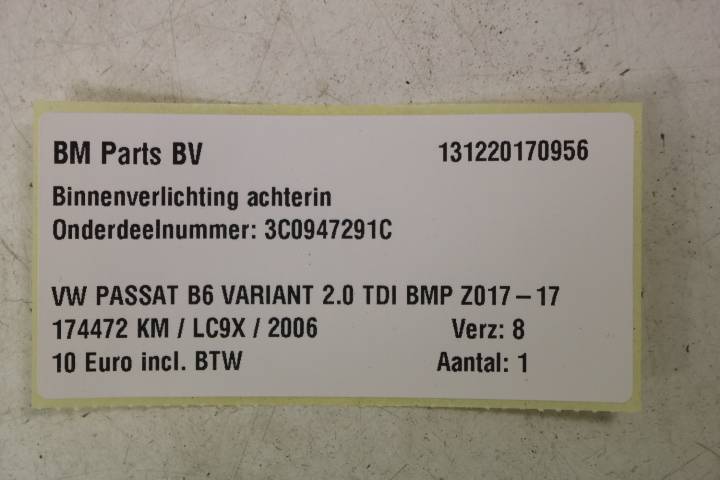 BM Parts BV 131220170956
Binnenverlichting achterin
Onderdeelnummer: 3C0947291C
VW PASSAT B6 VARIANT 2.0 TDI BMP Z017 – 17
174472 KM / LC9X / 2006 Verz: 8
10 Euro incl. BTW Aantal: 1